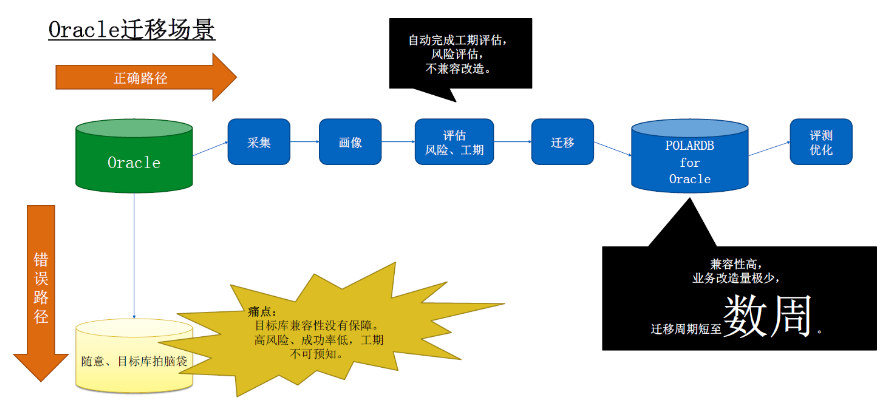 Oracle迁移场景
正确路径
自动完成工期评估，
风险评估，
不兼容改造。
Oracle
采集
画像
评估
风险、工期
迁移
POLARDB
for
Oracle
评测
优化
错误路径
痛点：
目标库兼容性没有保障。
高风险、成功率低，工期
不可预知。
随意、目标库拍脑袋
兼容性高，
业务改造量极少，
迁移周期短至数周。